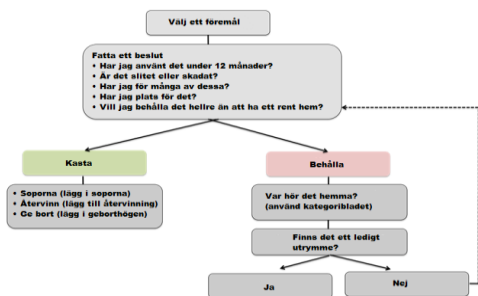 Välj ett föremål
Fatta ett beslut
• Har jag använt det under 12 månader?
• Är det slitet eller skadat?
• Har jag för många av dessa?
• Har jag plats för det?
• Vill jag behålla det hellre än att ha ett rent hem?
Kasta
Behålla
• Soporna (lägg i soporna)
• Återvinn (lägg till återvinning)
• Ge bort (lägg i geborthögen)
Var hör det hemma?
(använd kategoribladet)
Finns det ett ledigt
utrymme?
Ja
Nej